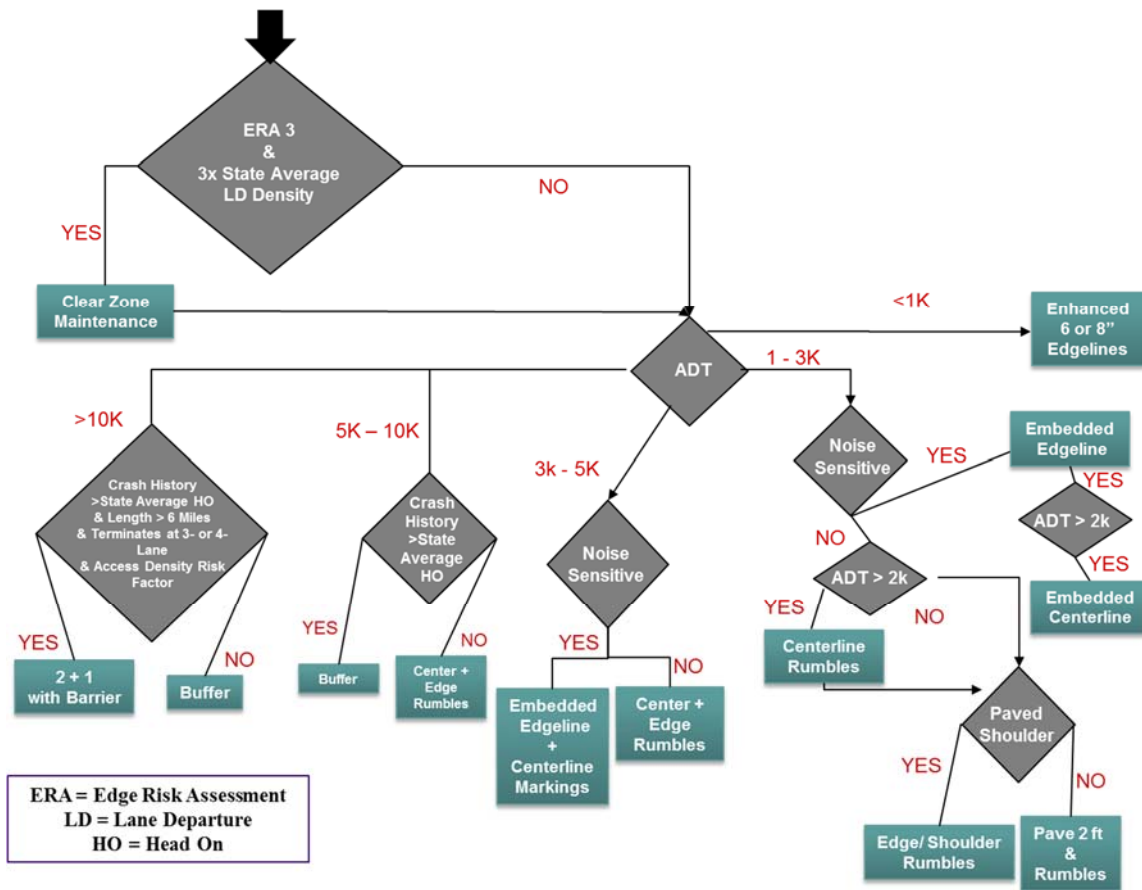 ERA 3
&
3x State Average
LD Density
NO
YES
Clear Zone
Maintenance
<1K
Enhanced
6 or 8”
Edgelines
ADT
1 - 3K
>10K
5K – 10K
3k - 5K
Noise
Sensitive
YES
Embedded
Edgeline
YES
ADT > 2k
YES
Embedded
Centerline
Crash History
>State Average HO
& Length > 6 Miles
& Terminates at 3- or 4-
Lane
& Access Density Risk
Factor
YES
NO
2 + 1
with Barrier
Buffer
Crash
History
>State
Average
HO
YES
NO
Buffer
Center +
Edge
Rumbles
Noise
Sensitive
YES
NO
Embedded
Edgeline
+
Centerline
Markings
Center +
Edge
Rumbles
NO
ADT > 2k
YES
NO
Centerline
Rumbles
Paved
Shoulder
YES
NO
Edge/ Shoulder
Rumbles
Pave 2 ft
&
Rumbles
ERA = Edge Risk Assessment
LD = Lane Departure
HO = Head On